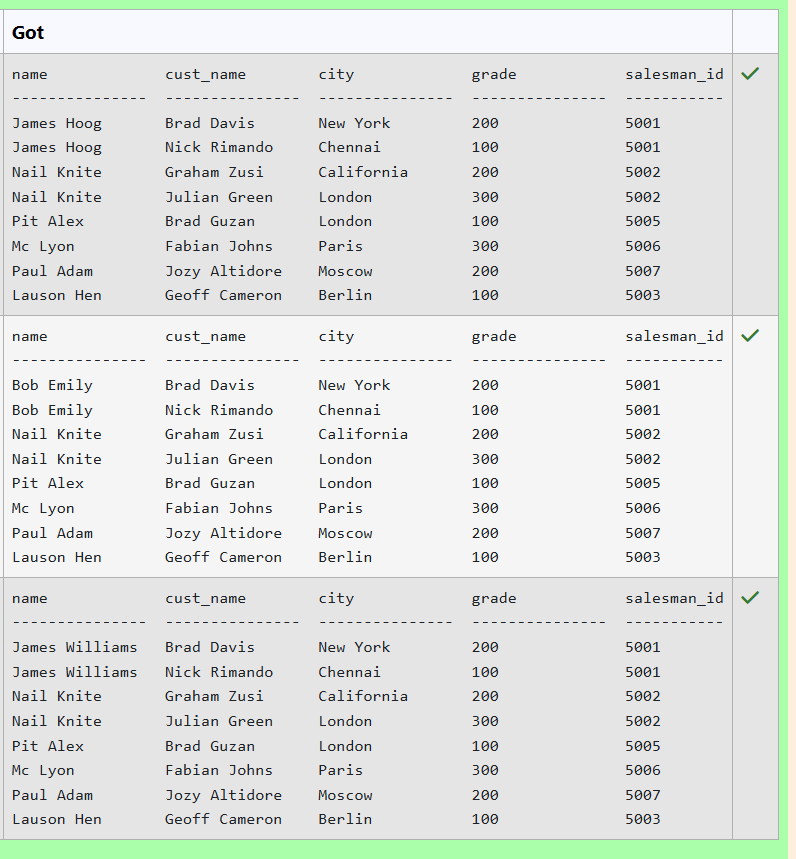 Got
name cust_name city grade salesman_id
--------------- --------------- --------------- --------------- -----------
James Hoog Brad Davis New York 200 5001
James Hoog Nick Rimando Chennai 100 5001
Nail Knite Graham Zusi California 200 5002
Nail Knite Julian Green London 300 5002
Pit Alex Brad Guzan London 100 5005
Mc Lyon Fabian Johns Paris 300 5006
Paul Adam Jozy Altidore Moscow 200 5007
Lauson Hen Geoff Cameron Berlin 100 5003
name cust_name city grade salesman_id
--------------- --------------- --------------- --------------- -----------
Bob Emily Brad Davis New York 200 5001
Bob Emily Nick Rimando Chennai 100 5001
Nail Knite Graham Zusi California 200 5002
Nail Knite Julian Green London 300 5002
Pit Alex Brad Guzan London 100 5005
Mc Lyon Fabian Johns Paris 300 5006
Paul Adam Jozy Altidore Moscow 200 5007
Lauson Hen Geoff Cameron Berlin 100 5003
name cust_name city grade salesman_id
--------------- --------------- --------------- --------------- -----------
James Williams Brad Davis New York 200 5001
James Williams Nick Rimando Chennai 100 5001
Nail Knite Graham Zusi California 200 5002
Nail Knite Julian Green London 300 5002
Pit Alex Brad Guzan London 100 5005
Mc Lyon Fabian Johns Paris 300 5006
Paul Adam Jozy Altidore Moscow 200 5007
Lauson Hen Geoff Cameron Berlin 100 5003